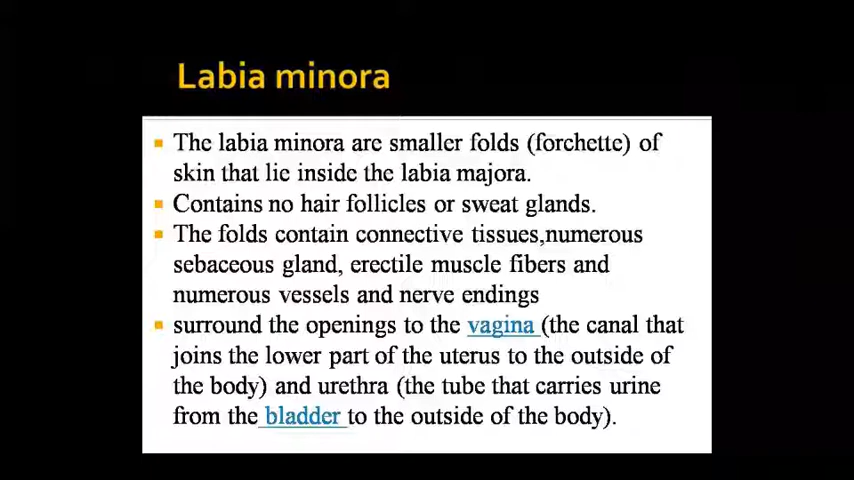 Labia minora
The labia minora are smaller folds (forchette) of
skin that lie inside the labia majora.
Contains no hair follicles or sweat glands.
The folds contain connective tissues,numerous
sebaceous gland, erectile muscle fibers and
numerous vessels and nerve endings
surround the openings to the vagina (the canal that
joins the lower part of the uterus to the outside of
the body) and urethra (the tube that carries urine
from the bladder to the outside of the body).